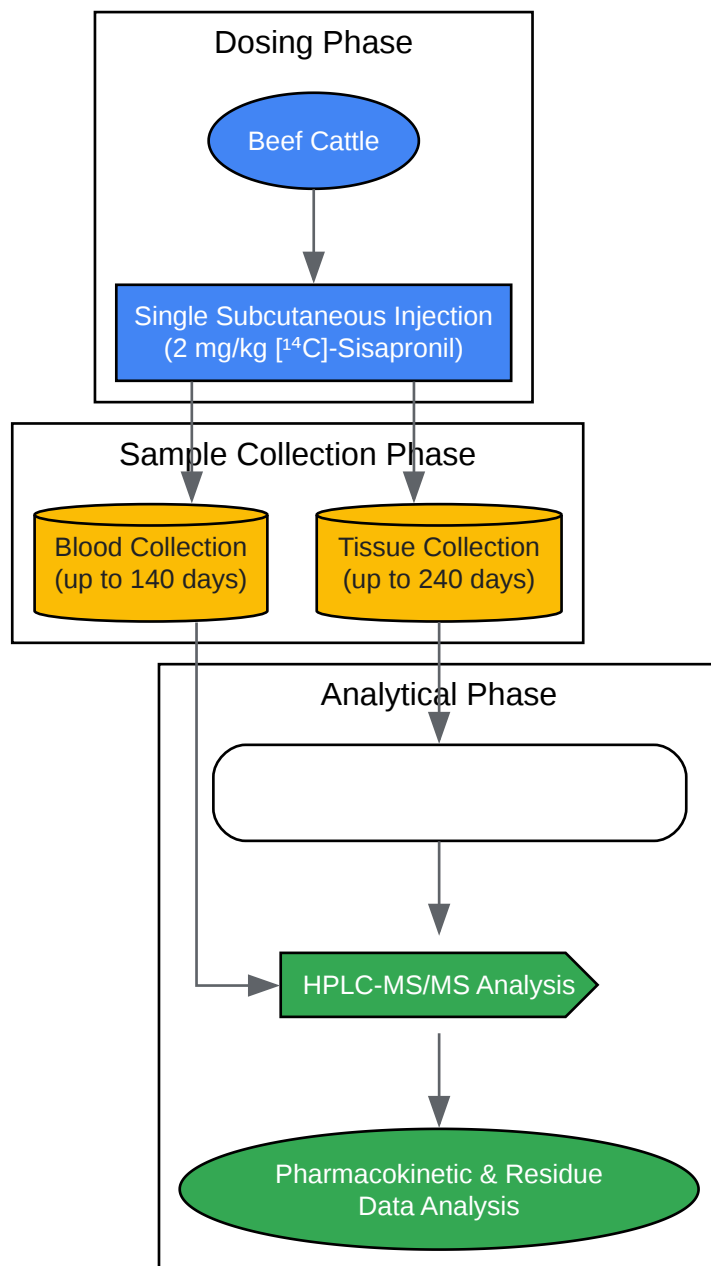 Dosing Phase
Beef Cattle
Single Subcutaneous Injection
(2 mg/kg [¹⁴C]-Sisapronil)
Sample Collection Phase
Blood Collection
(up to 140 days)
Tissue Collection
(up to 240 days)
Analytical Phase
HPLC-MS/MS Analysis
Pharmacokinetic & Residue
Data Analysis